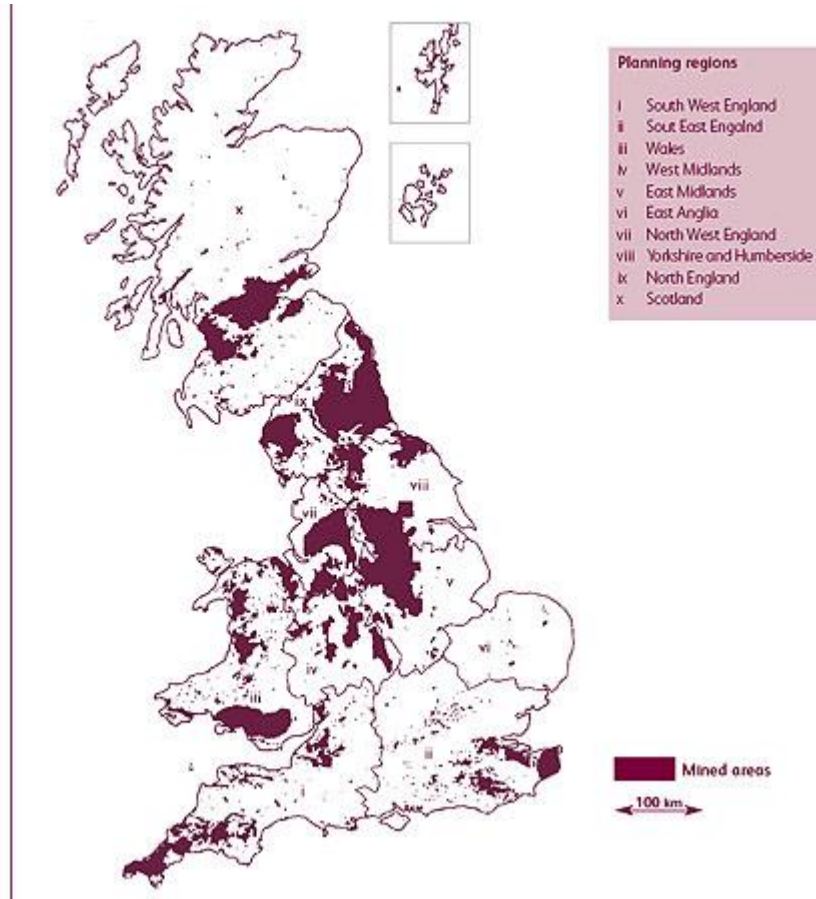 Planning regions
i South West England
ii Sout East Engalnd
iii Wales
iv West Midlands
v East Midlands
vi East Anglia
vii North West England
viii Yorkshire and Humberside
ix North England
x Scotland
x
ix
viii
vii
v
vi
iv
iii
ii
i
Mined areas
100 km